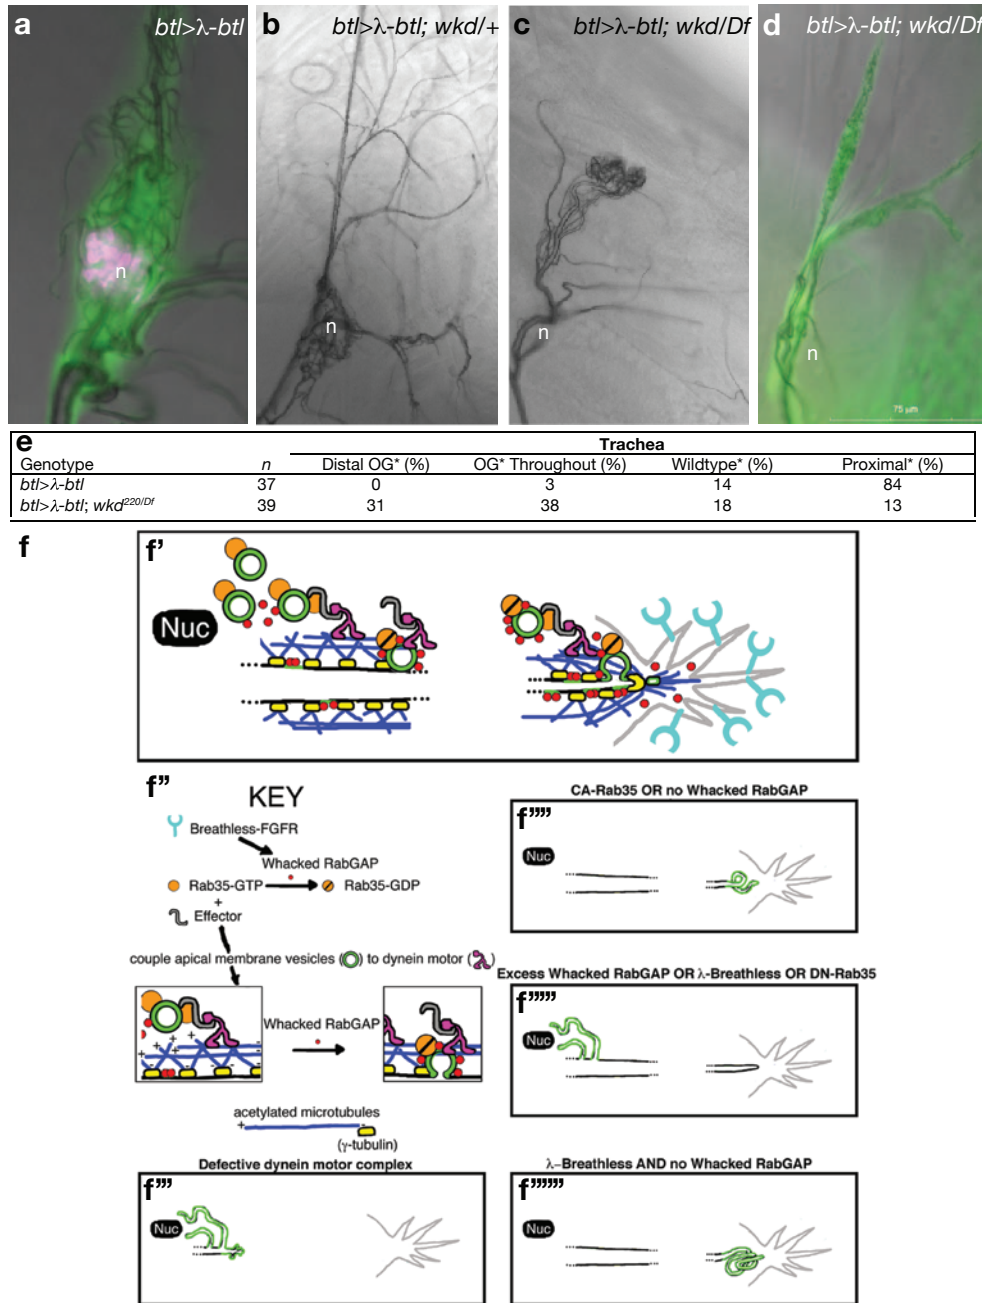 a
btl>λ-btl
n
b
btl>λ-btl; wkd/+
n
c
btl>λ-btl; wkd/Df
n
d
btl>λ-btl; wkd/Df
n
75 µm
e
Trachea
Genotype n Distal OG* (%) OG* Throughout (%) Wildtype* (%) Proximal* (%)
btl>λ-btl 37 0 3 14 84
btl>λ-btl; wkd220/Df 39 31 38 18 13
f
f'
Nuc
f''
KEY
Breathless-FGFR
Whacked RabGAP
Rab35-GTP Rab35-GDP
+
Effector
couple apical membrane vesicles ( ) to dynein motor ( )
Whacked RabGAP
acetylated microtubules
+ -
(γ-tubulin)
Defective dynein motor complex
f'''
Nuc
CA-Rab35 OR no Whacked RabGAP
f''''
Nuc
Excess Whacked RabGAP OR λ-Breathless OR DN-Rab35
f'''''
Nuc
λ-Breathless AND no Whacked RabGAP
f''''''
Nuc